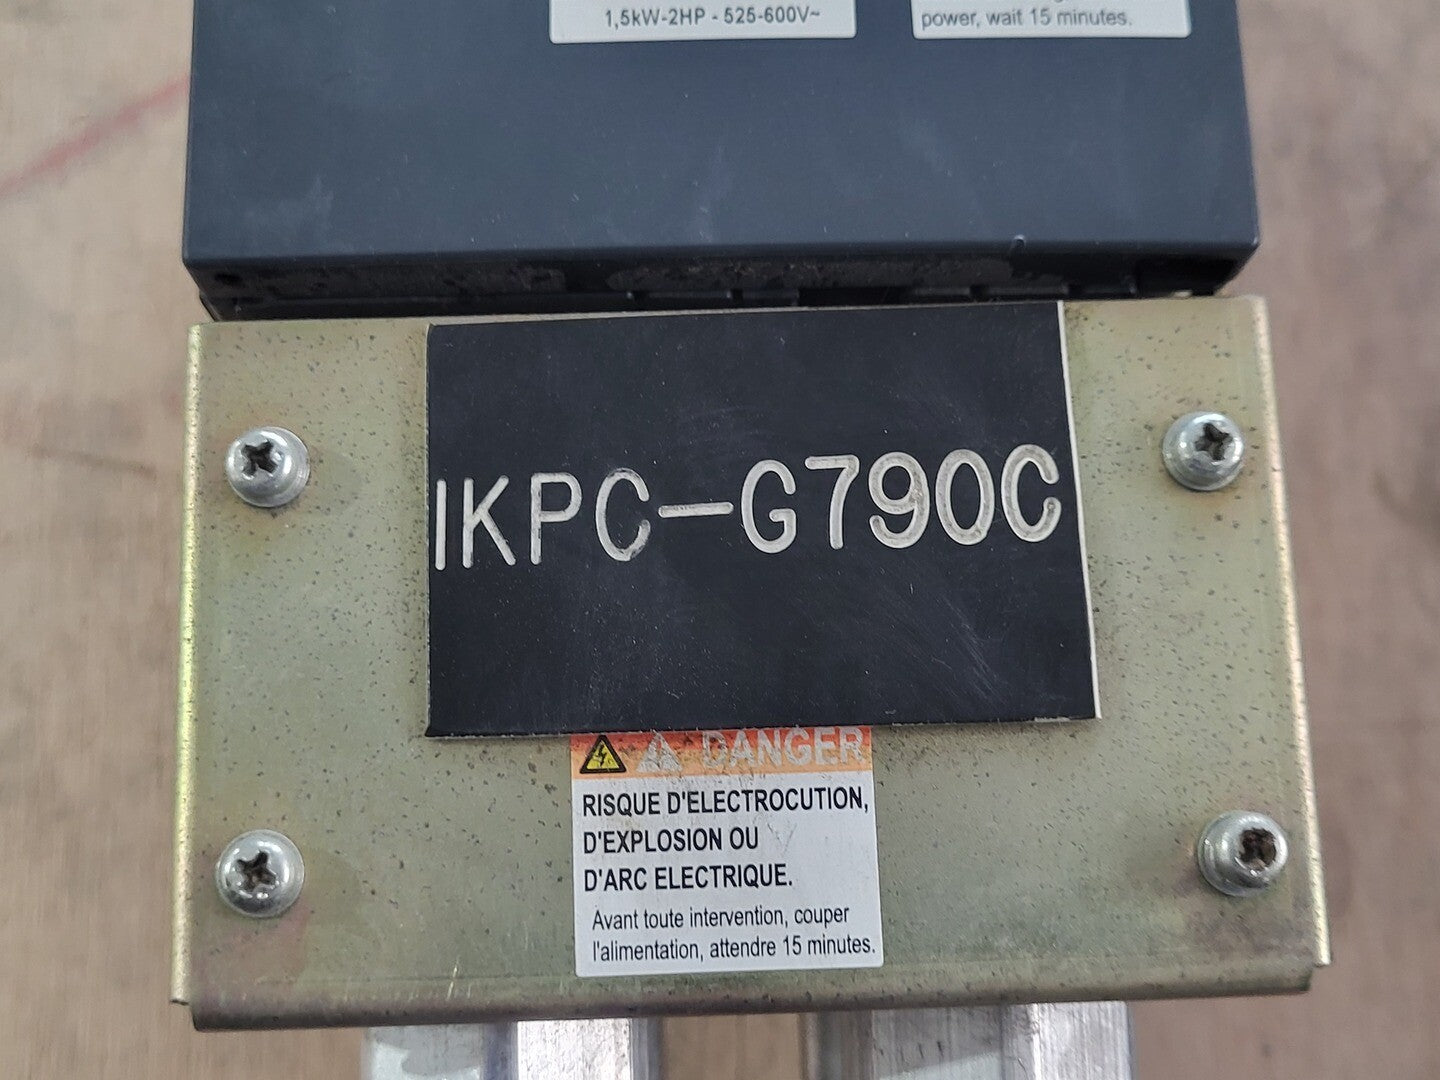 1,5kW-2HP - 525-600V~
power, wait 15 minutes.
IKPC-G790C
DANGER
RISQUE D'ELECTROCUTION,
D'EXPLOSION OU
D'ARC ELECTRIQUE.
Avant toute intervention, couper
l'alimentation, attendre 15 minutes.